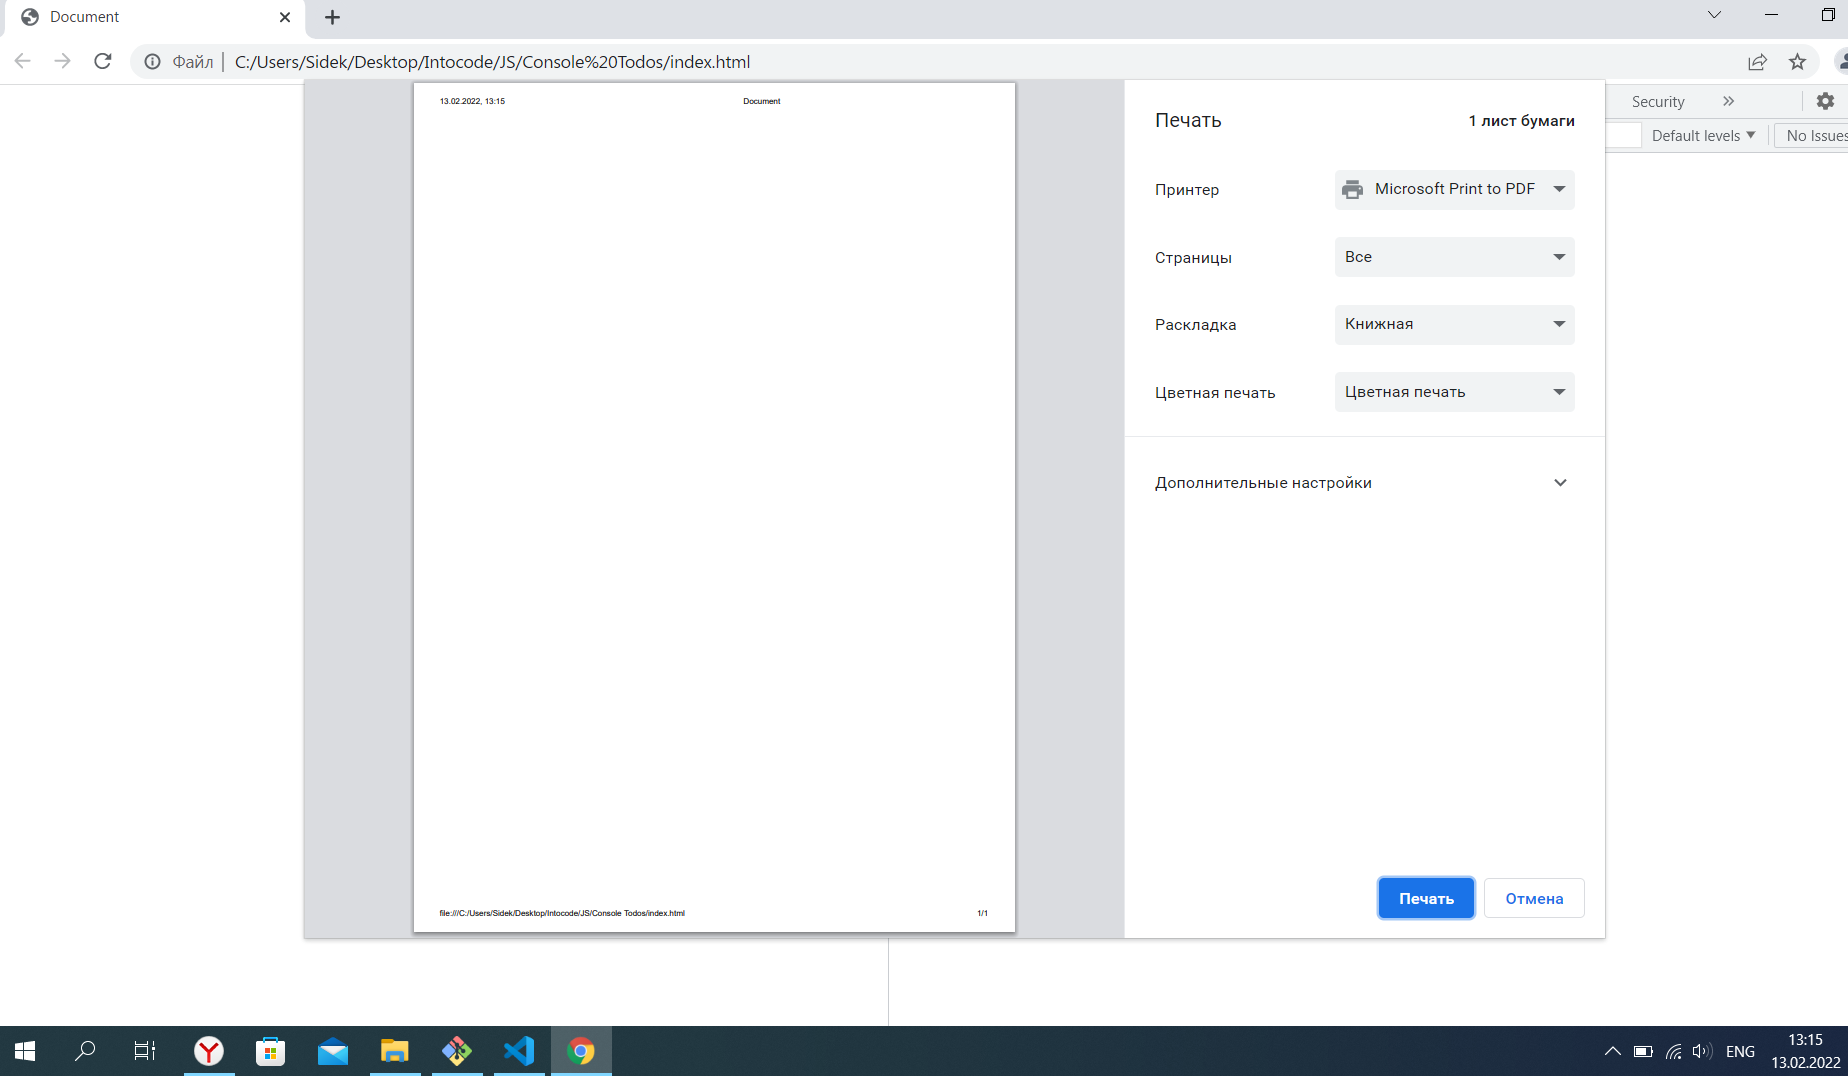 Document
Файл
C:/Users/Sidek/Desktop/Intocode/JS/Console%20Todos/index.html
13.02.2022, 13:15
Document
file:///C:/Users/Sidek/Desktop/Intocode/JS/Console Todos/index.html
1/1
Печать
1 лист бумаги
Принтер
Microsoft Print to PDF
Страницы
Все
Раскладка
Книжная
Цветная печать
Цветная печать
Дополнительные настройки
Печать
Отмена
Security
Default levels
No Issues
ENG
13:15
13.02.2022